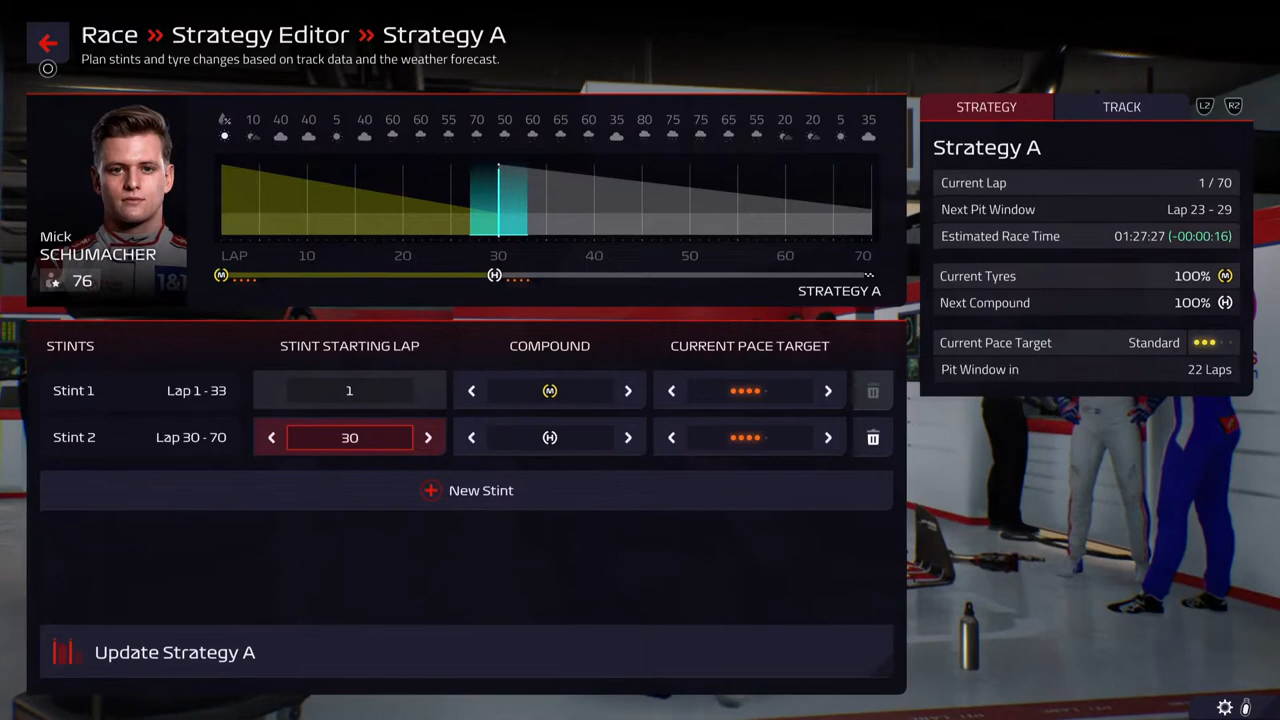 Race » Strategy Editor » Strategy A
Plan stints and tyre changes based on track data and the weather forecast.
% 10 40 40 5 40 60 60 55 70 50 60 65 60 35 80 75 75 65 55 20 20 5 35
Mick
SCHUMACHER
76
LAP 10 20 30 40 50 60 70
M H
STRATEGY A
STRATEGY TRACK L2 R2
Strategy A
Current Lap 1 / 70
Next Pit Window Lap 23 - 29
Estimated Race Time 01:27:27 (-00:00:16)
Current Tyres 100% M
Next Compound 100% H
Current Pace Target Standard
Pit Window in 22 Laps
STINTS STINT STARTING LAP COMPOUND CURRENT PACE TARGET
Stint 1 Lap 1 - 33 1 M
Stint 2 Lap 30 - 70 30 H
New Stint
Update Strategy A